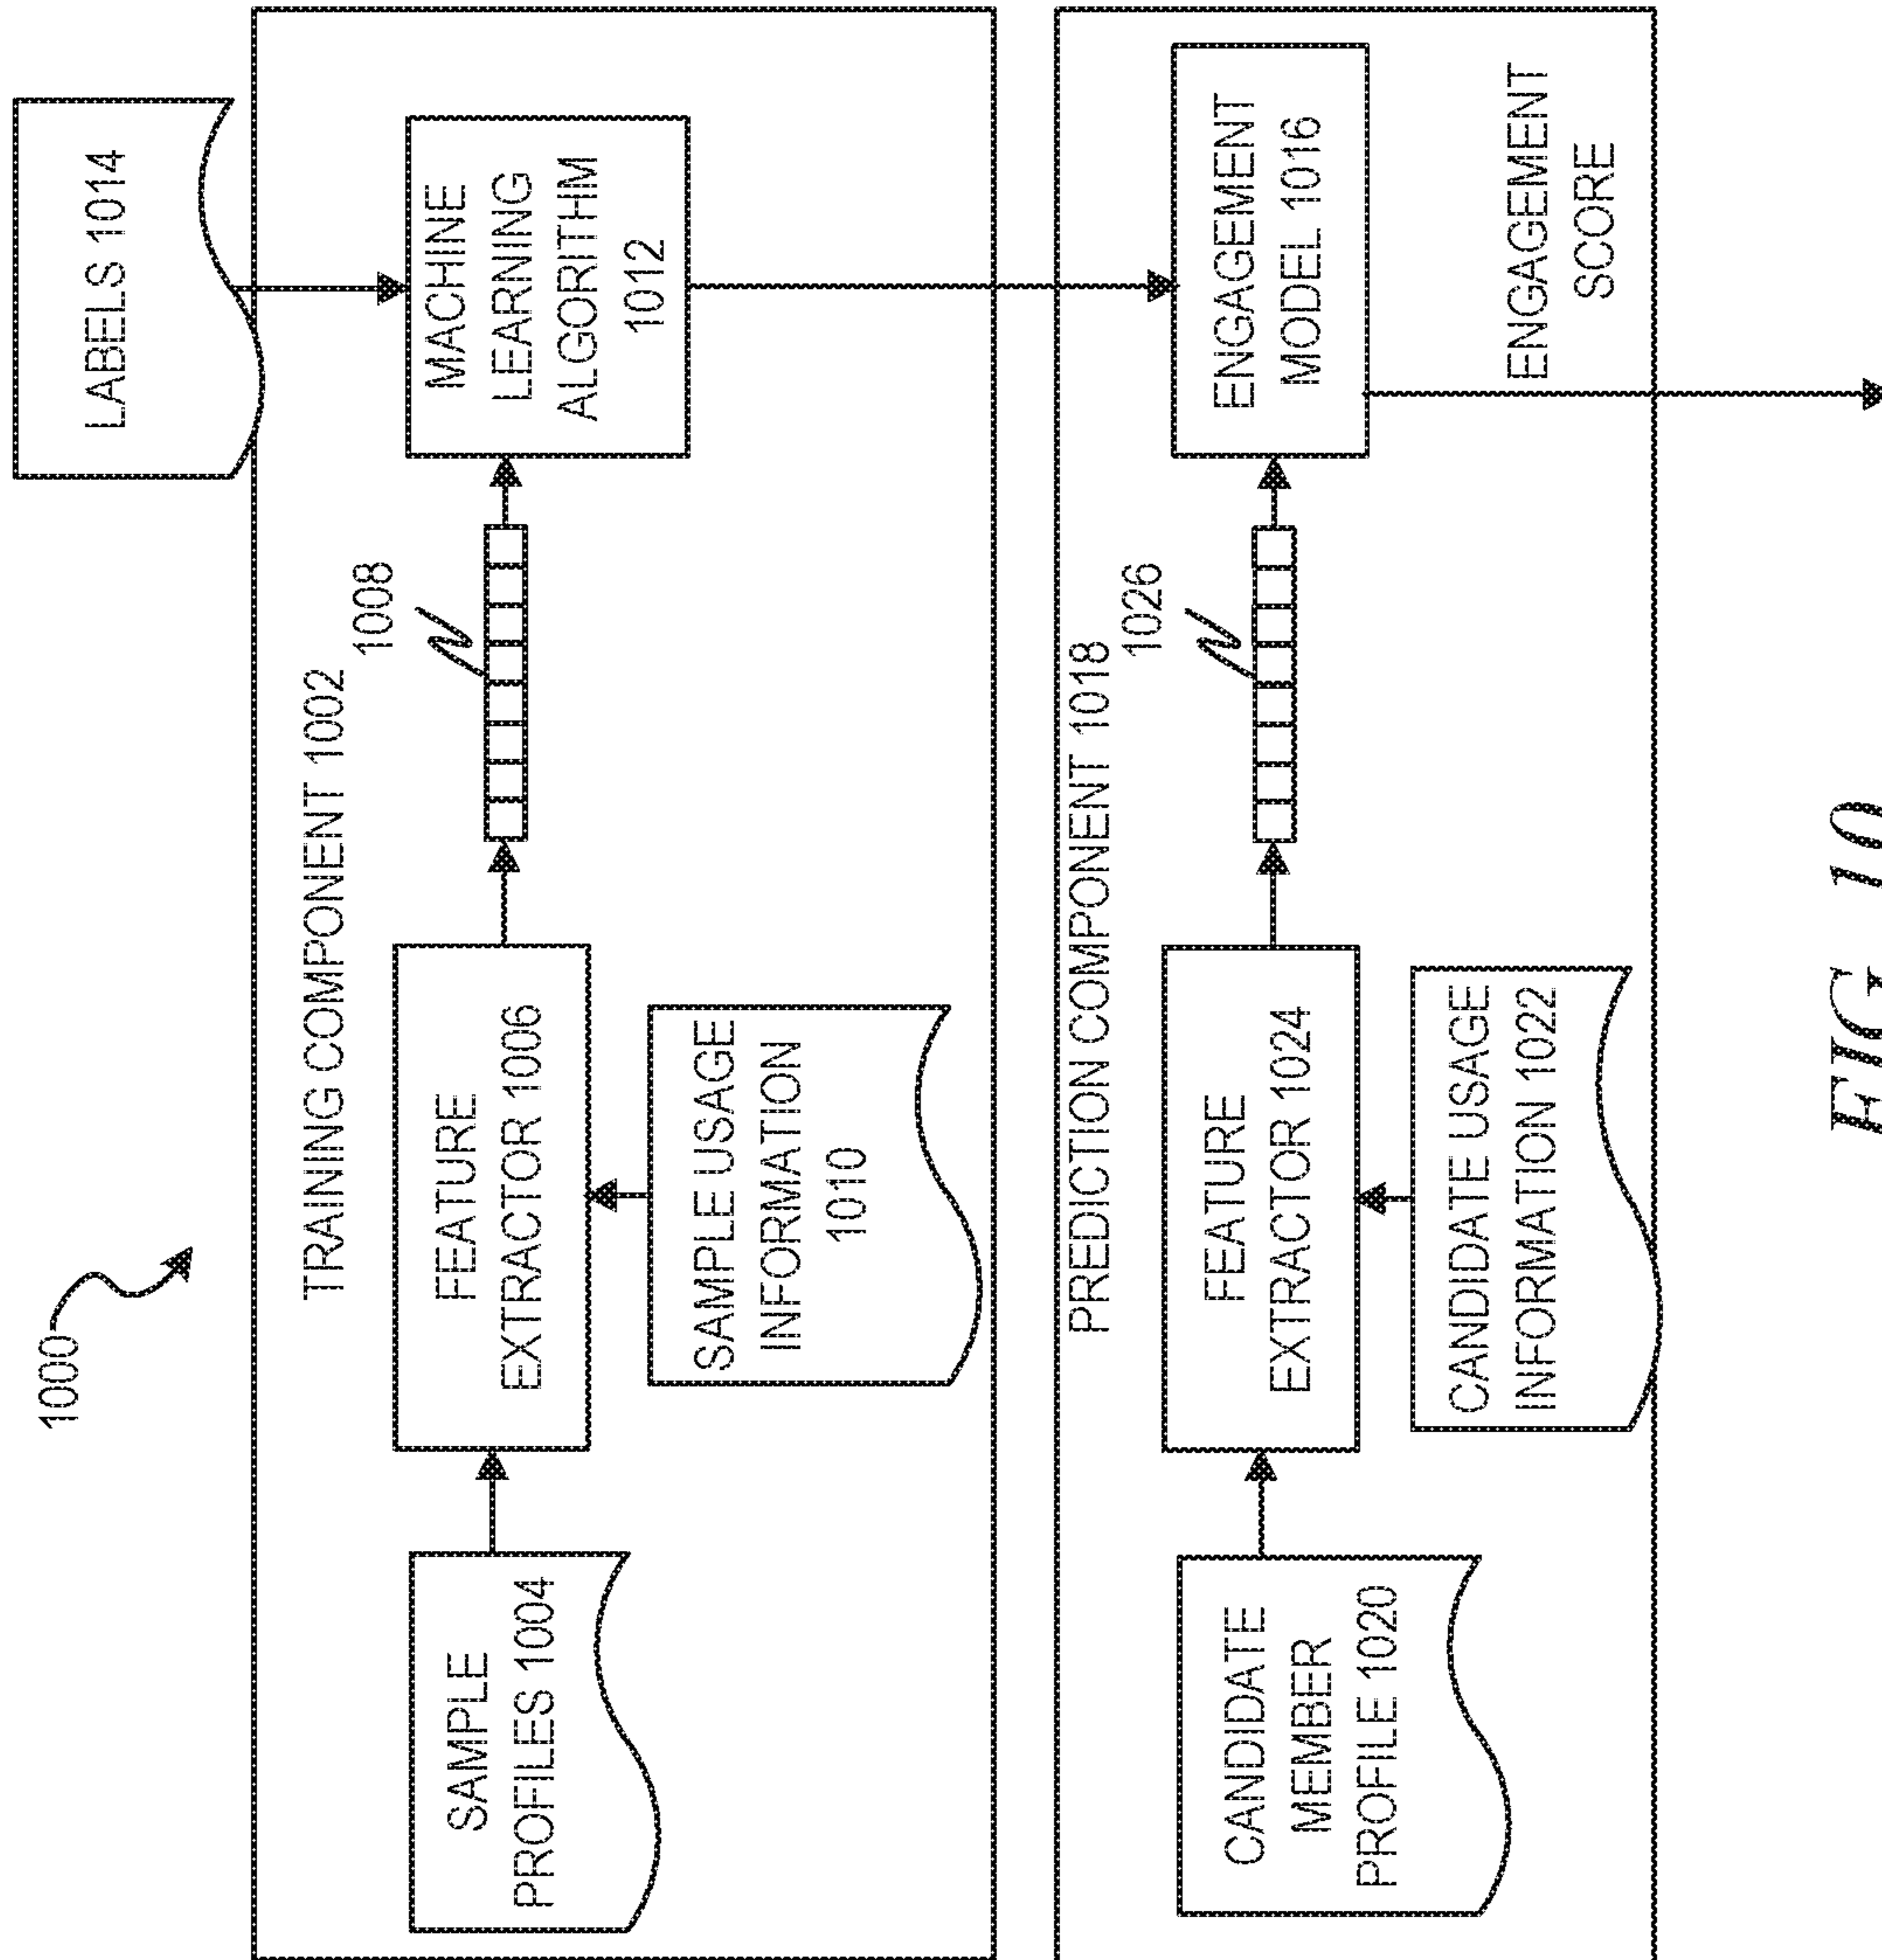 1000
LABELS 1014
TRAINING COMPONENT 1002
1008
SAMPLE
PROFILES 1004
FEATURE
EXTRACTOR 1006
MACHINE
LEARNING
ALGORITHM
1012
SAMPLE USAGE
INFORMATION
1010
PREDICTION COMPONENT 1018
1026
CANDIDATE
MEMBER
PROFILE 1020
FEATURE
EXTRACTOR 1024
ENGAGEMENT
MODEL 1016
CANDIDATE USAGE
INFORMATION 1022
ENGAGEMENT
SCORE
FIG. 10